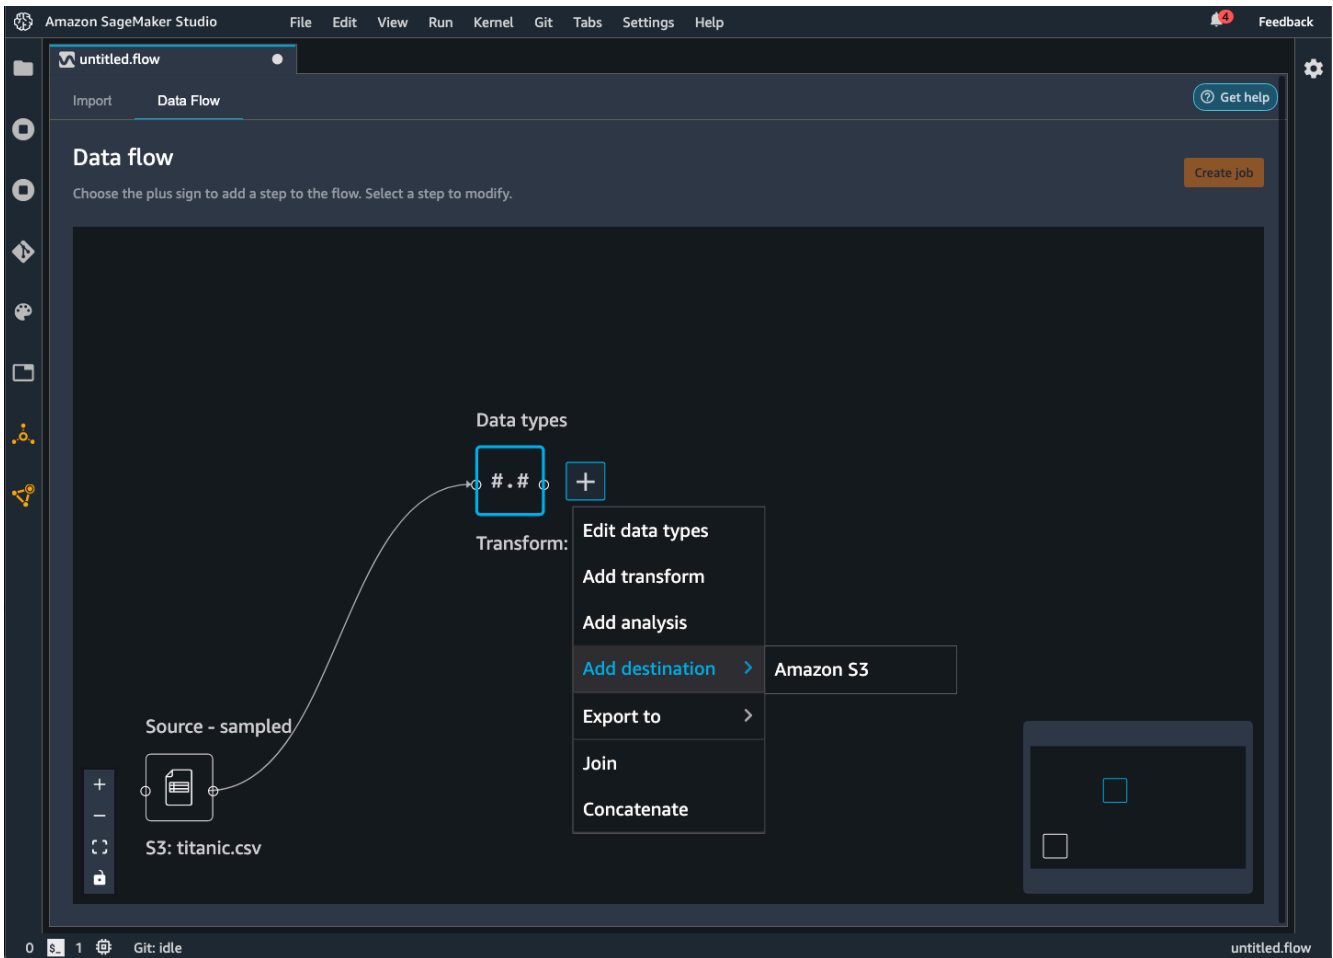 Amazon SageMaker Studio File Edit View Run Kernel Git Tabs Settings Help 4 Feedback
untitled.flow
Import Data Flow Get help
Data flow
Create job
Choose the plus sign to add a step to the flow. Select a step to modify.
Data types
#.#
Transform:
Edit data types
Add transform
Add analysis
Add destination
Amazon S3
Export to
Join
Concatenate
Source - sampled
S3: titanic.csv
0 $_ 1 Git: idle untitled.flow